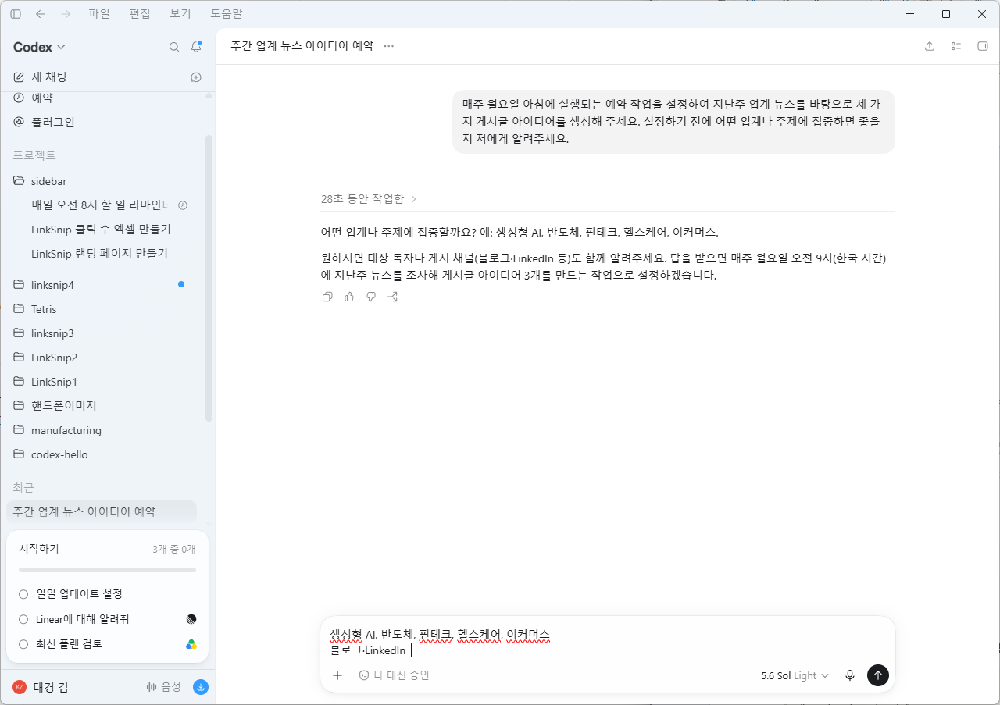 파일 편집 보기 도움말
Codex
새 채팅
예약
플러그인
프로젝트
sidebar
매일 오전 8시 할 일 리마인더
LinkSnip 클릭 수 엑셀 만들기
LinkSnip 랜딩 페이지 만들기
linksnip4
Tetris
linksnip3
LinkSnip2
LinkSnip1
핸드폰이미지
manufacturing
codex-hello
최근
주간 업계 뉴스 아이디어 예약
시작하기 3개 중 0개
일일 업데이트 설정
Linear에 대해 알려줘
최신 플랜 검토
KZ 대경 김 음성
주간 업계 뉴스 아이디어 예약 ···
매주 월요일 아침에 실행되는 예약 작업을 설정하여 지난주 업계 뉴스를 바탕으로 세 가
지 게시글 아이디어를 생성해 주세요. 설정하기 전에 어떤 업계나 주제에 집중하면 좋을
지 저에게 알려주세요.
28초 동안 작업함
어떤 업계나 주제에 집중할까요? 예: 생성형 AI, 반도체, 핀테크, 헬스케어, 이커머스.
원하시면 대상 독자나 게시 채널(블로그·LinkedIn 등)도 함께 알려주세요. 답을 받으면 매주 월요일 오전 9시(한국 시간)
에 지난주 뉴스를 조사해 게시글 아이디어 3개를 만드는 작업으로 설정하겠습니다.
생성형 AI, 반도체, 핀테크, 헬스케어, 이커머스
블로그·LinkedIn
나 대신 승인
5.6 Sol Light